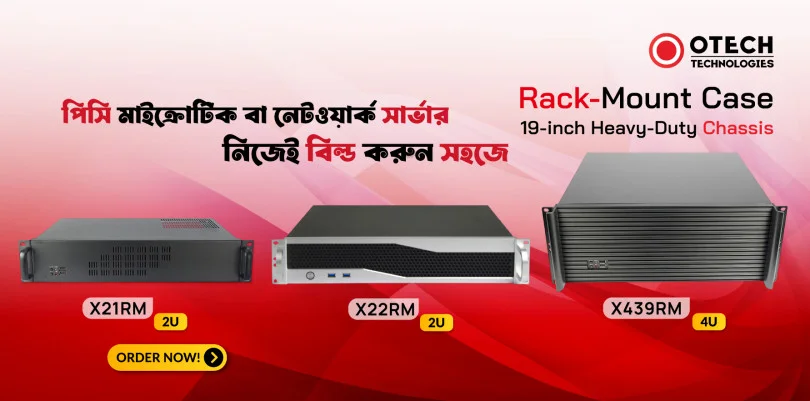 OTECH
TECHNOLOGIES
Rack-Mount Case
19-inch Heavy-Duty Chassis
পিসি মাইক্রোটিক বা নেটওয়ার্ক সার্ভার
নিজেই বিল্ড করুন সহজে
X21RM
2U
X22RM
2U
X439RM
4U
ORDER NOW!